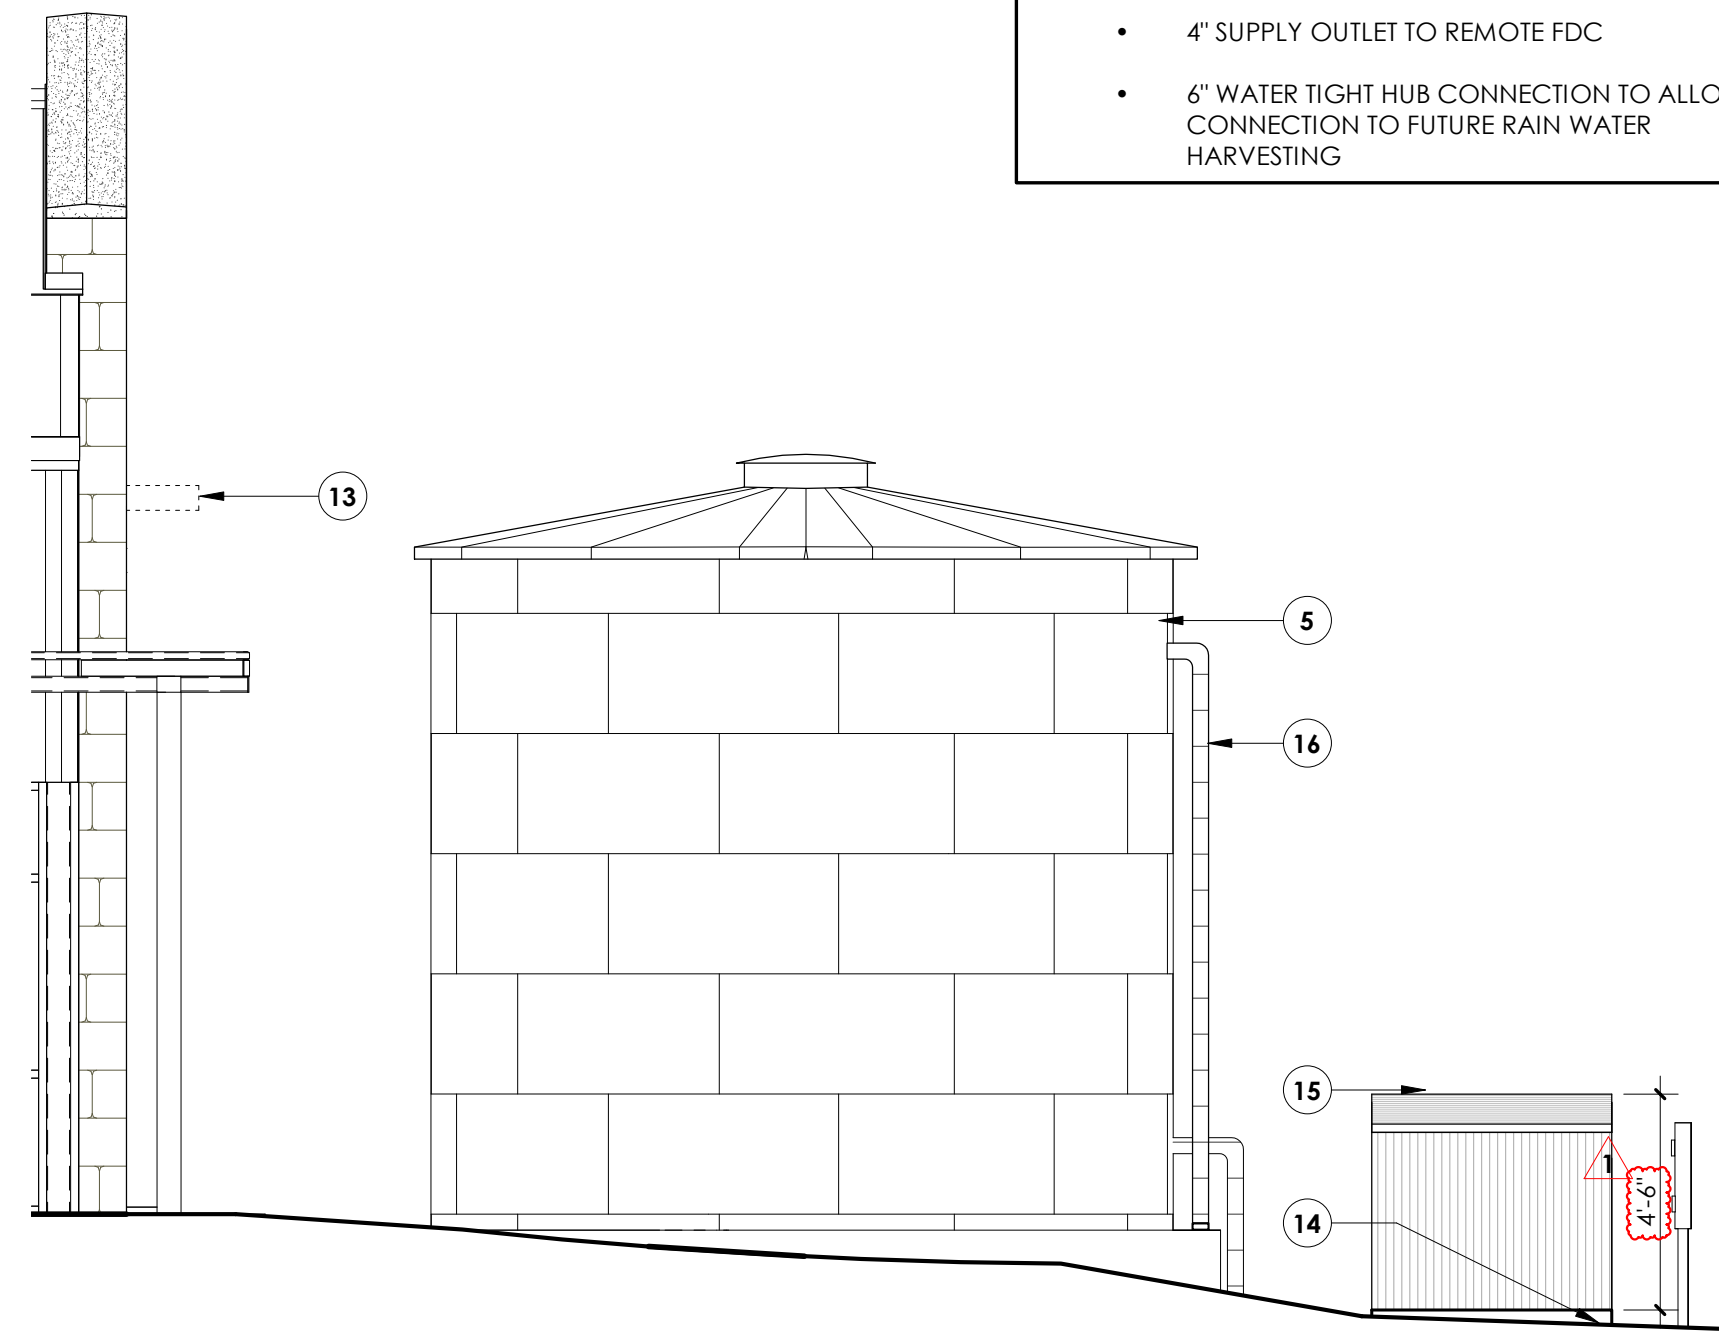 • 4" SUPPLY OUTLET TO REMOTE FDC
• 6" WATER TIGHT HUB CONNECTION TO ALLO
CONNECTION TO FUTURE RAIN WATER
HARVESTING
13
5
16
15
1
4'-6"
14